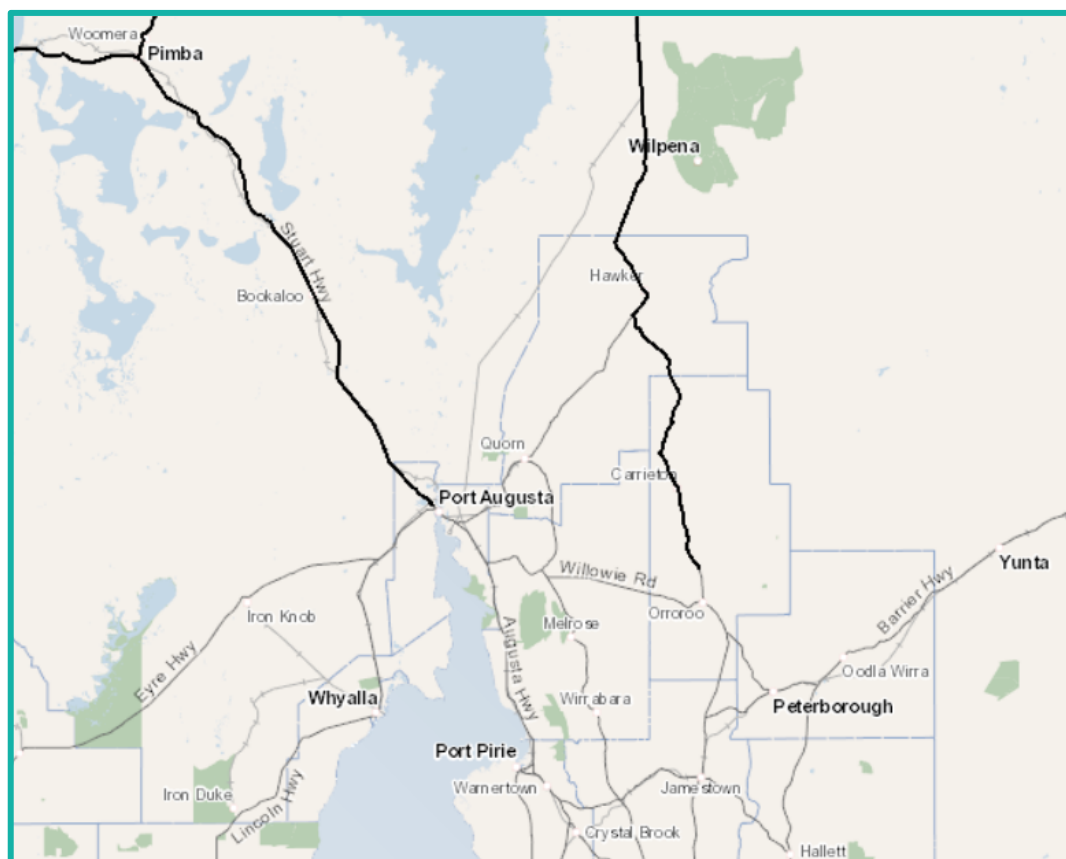 Woomera
Pimba
Wilpena
Stuart Hwy
Hawker
Bookaloo
Quorn
Carrieton
Port Augusta
Willowie Rd
Yunta
Barrier Hwy
Iron Knob
Orroroo
Melrose
Augusta Hwy
Eyre Hwy
Oodla Wirra
Whyalla
Wirrabara
Peterborough
Port Pirie
Iron Duke
Warnertown
Jamestown
Lincoln Hwy
Crystal Brook
Hallett